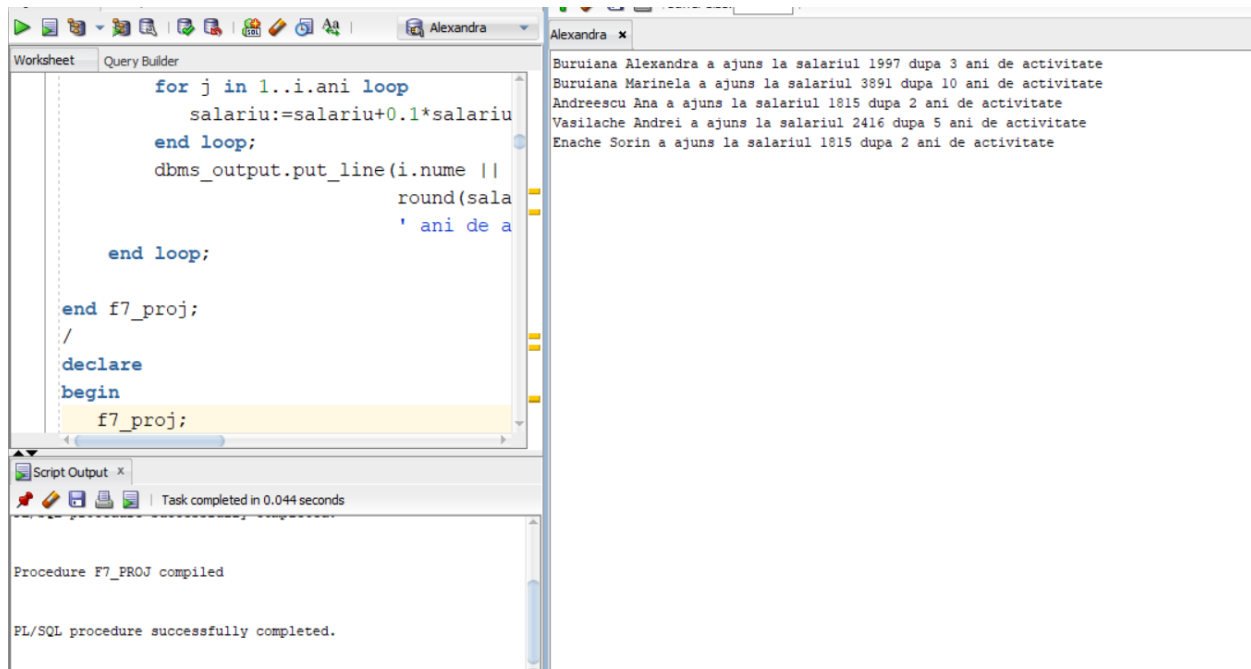 Alexandra
Worksheet Query Builder
for j in 1..i.ani loop
salariu:=salariu+0.1*salariu
end loop;
dbms_output.put_line(i.nume ||
round(sala
' ani de a
end loop;
end f7_proj;
/
declare
begin
f7_proj;
Script Output x
Task completed in 0.044 seconds
PL/SQL procedure successfully completed.
Procedure F7_PROJ compiled
PL/SQL procedure successfully completed.
Alexandra x
Buruiana Alexandra a ajuns la salariul 1997 dupa 3 ani de activitate
Buruiana Marinela a ajuns la salariul 3891 dupa 10 ani de activitate
Andreescu Ana a ajuns la salariul 1815 dupa 2 ani de activitate
Vasilache Andrei a ajuns la salariul 2416 dupa 5 ani de activitate
Enache Sorin a ajuns la salariul 1815 dupa 2 ani de activitate